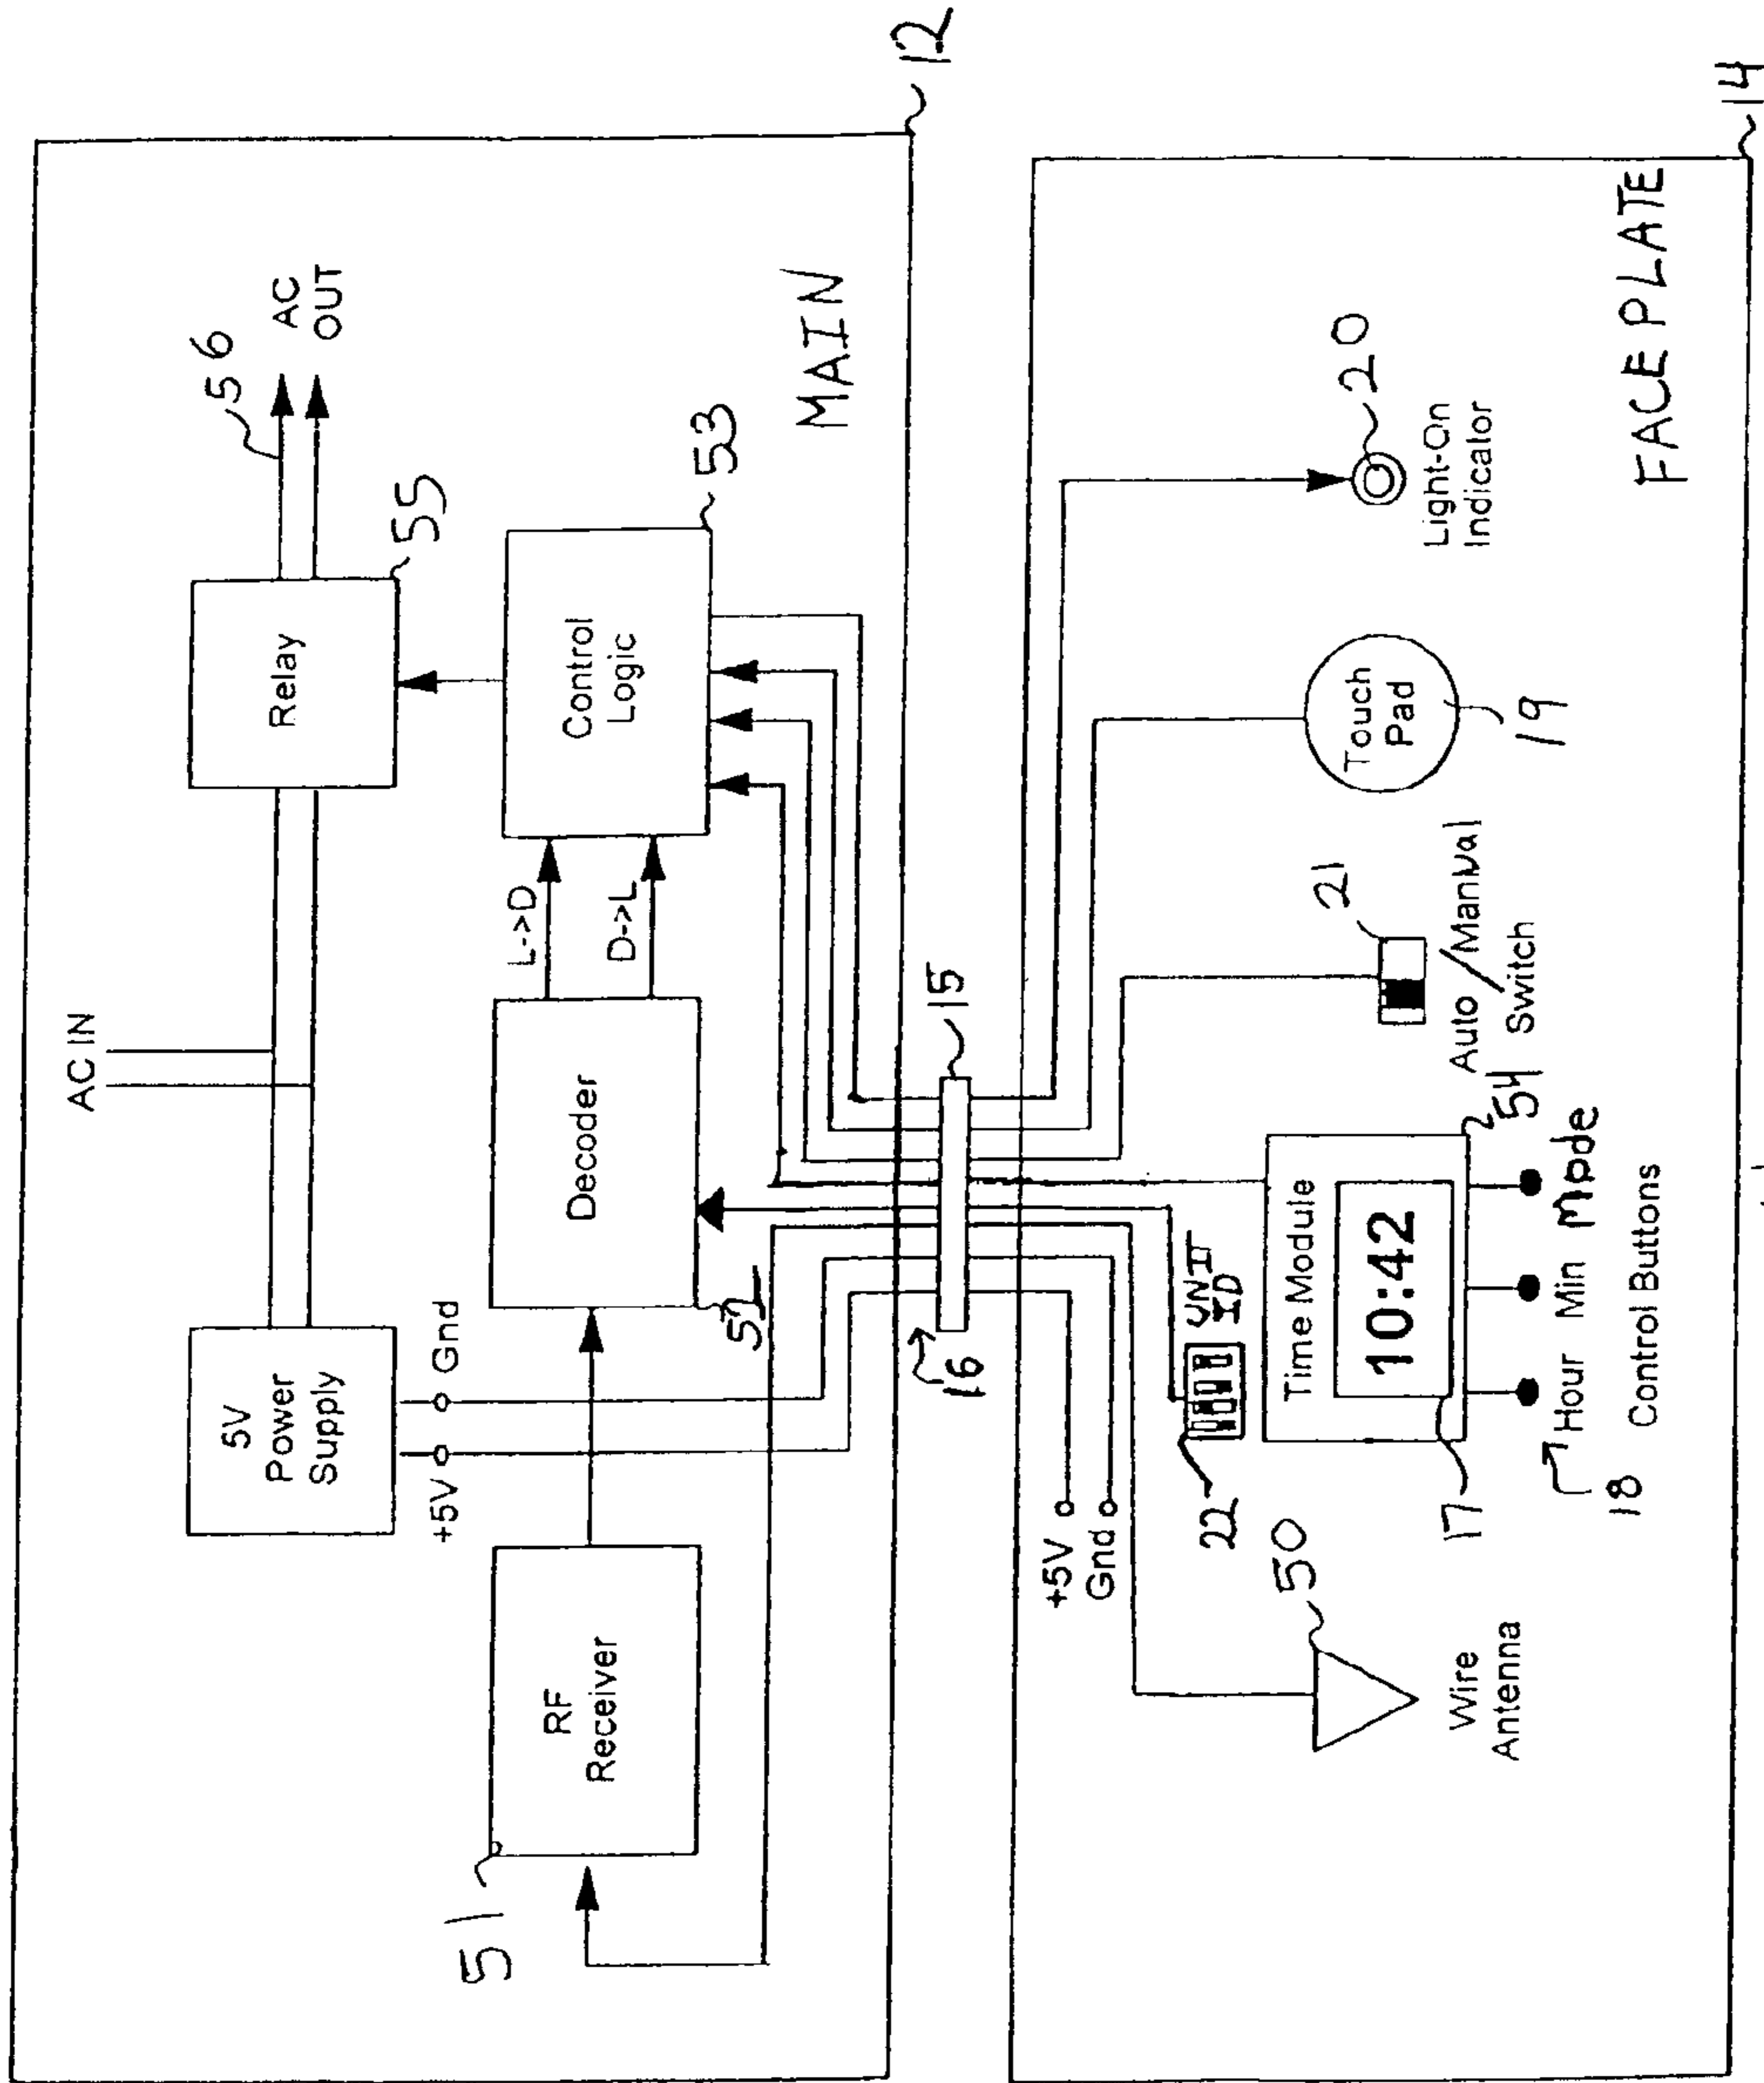 12
AC IN
5V
Power
Supply
Relay
55
56
AC
OUT
+5V
Gnd
51
RF
Receiver
Decoder
52
L->D
D->L
Control
Logic
53
MAIN
16
15
+5V
Gnd
50
Wire
Antenna
22
UNIT
ID
Time Module
10:42
54
17
18
Hour
Min
Mode
Control Buttons
21
Auto/Manual
Switch
Touch
Pad
19
20
Light-On
Indicator
FACE PLATE
14